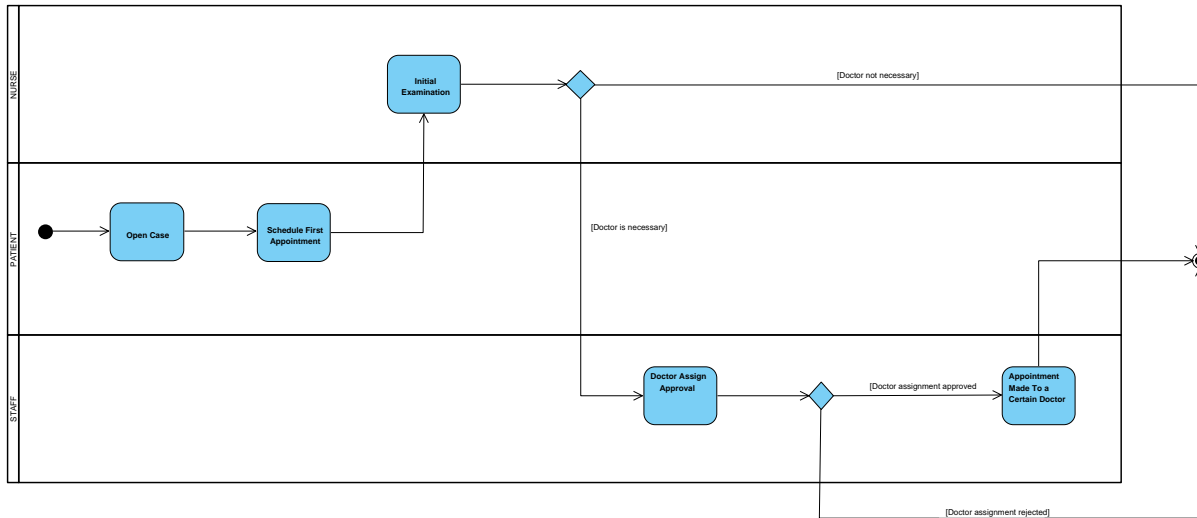 NURSE
Initial
Examination
[Doctor not necessary]
PATIENT
Open Case
Schedule First
Appointment
[Doctor is necessary]
STAFF
Doctor Assign
Approval
[Doctor assignment approved
Appointment
Made To a
Certain Doctor
[Doctor assignment rejected]